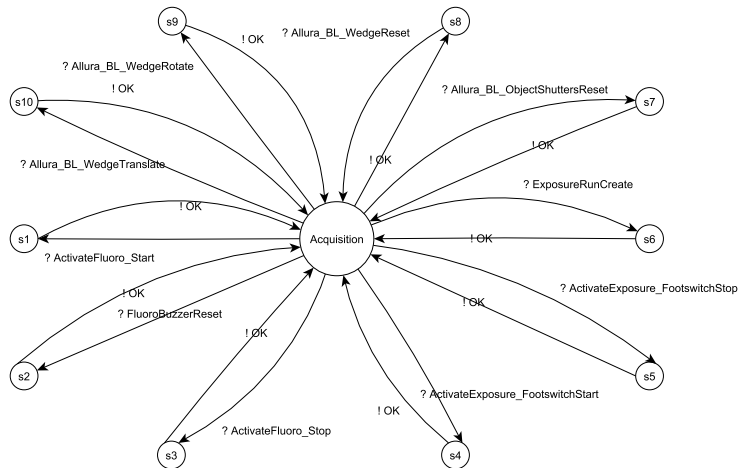 s9
s8
! OK
? Allura_BL_WedgeReset
? Allura_BL_WedgeRotate
s10
! OK
? Allura_BL_ObjectShuttersReset
s7
! OK
! OK
? Allura_BL_WedgeTranslate
? ExposureRunCreate
! OK
s1
Acquisition
! OK
s6
? ActivateFluoro_Start
! OK
? ActivateExposure_FootswitchStop
? FluoroBuzzerReset
! OK
! OK
s2
s5
? ActivateExposure_FootswitchStart
! OK
? ActivateFluoro_Stop
s3
s4